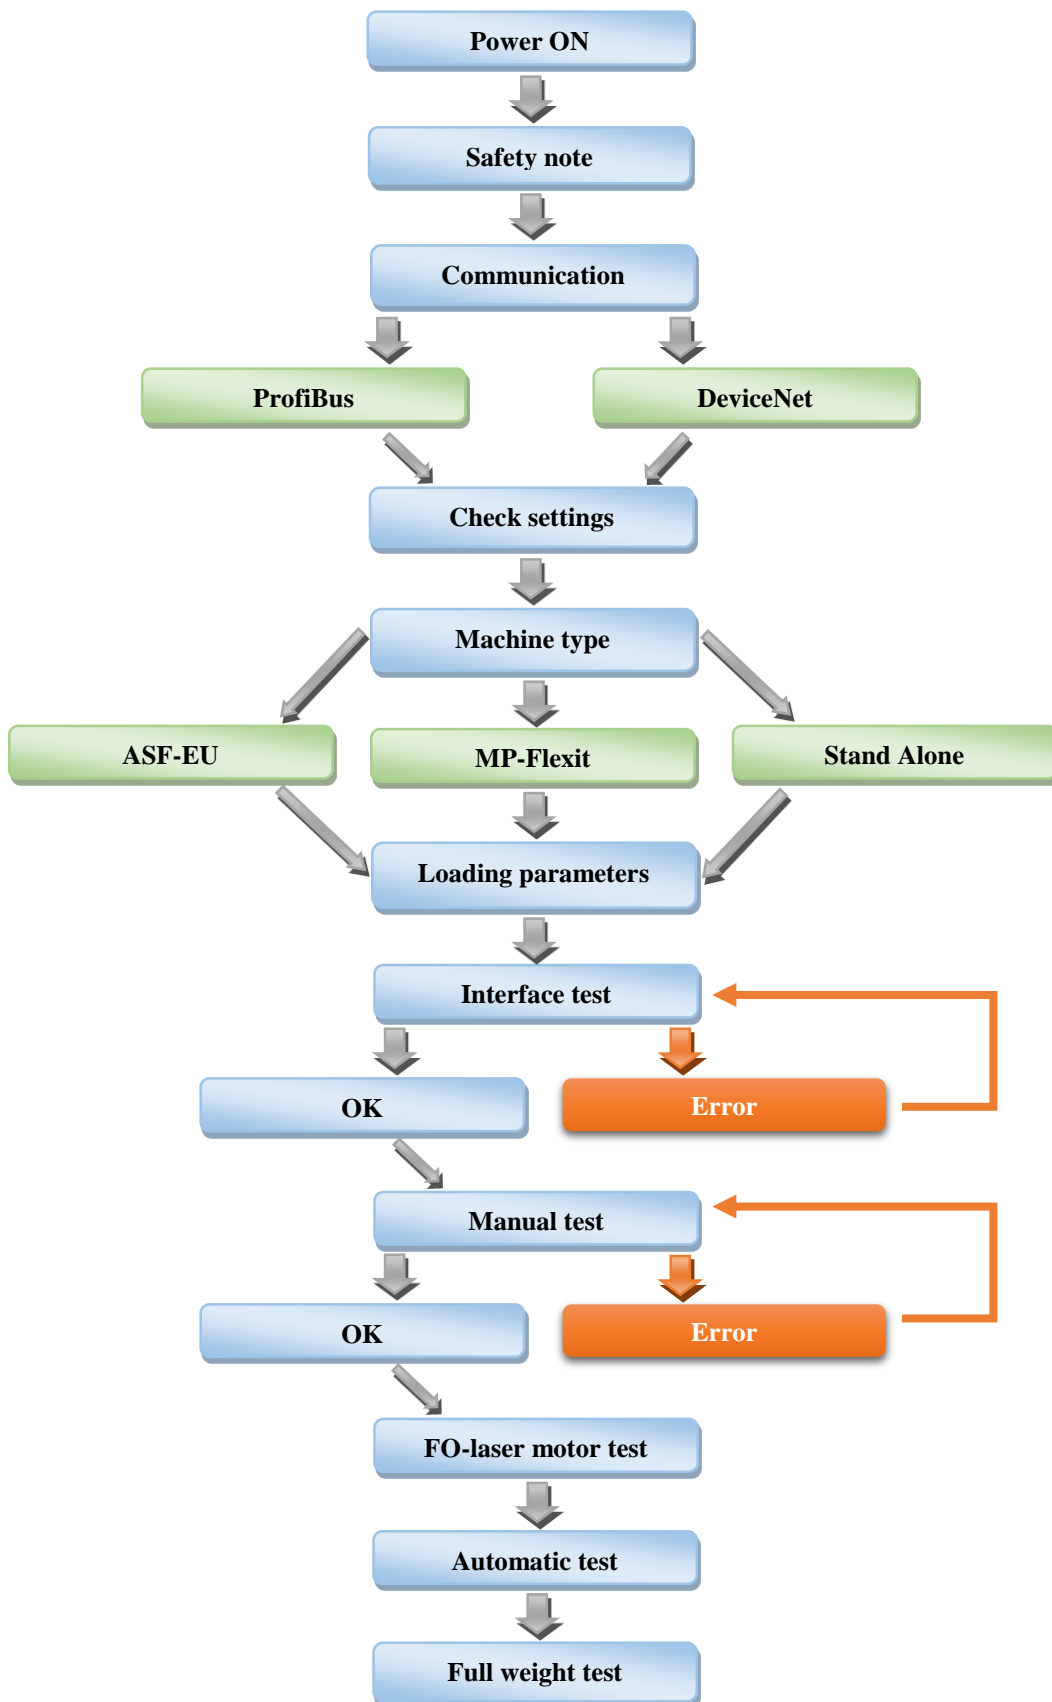 Power ON
Safety note
Communication
ProfiBus
DeviceNet
Check settings
Machine type
ASF-EU
MP-Flexit
Stand Alone
Loading parameters
Interface test
OK
Error
Manual test
OK
Error
FO-laser motor test
Automatic test
Full weight test